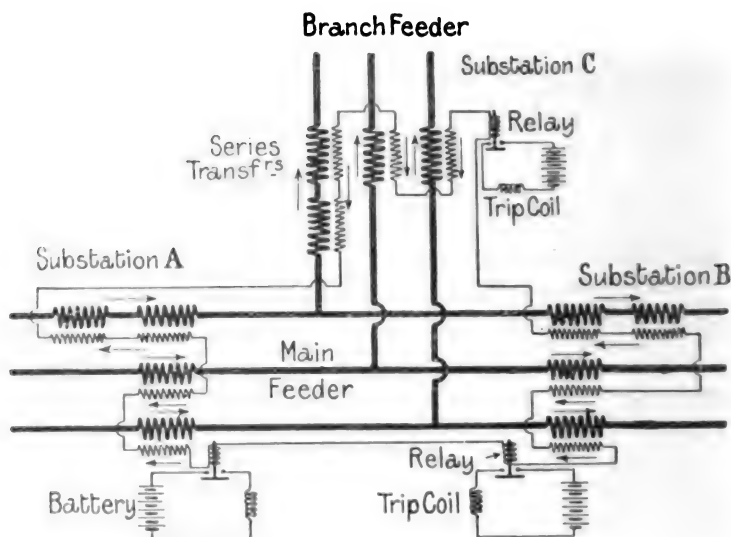 Branch Feeder
Substation C
Relay
Series
Transfrs
Trip Coil
Substation A
Substation B
Main
Feeder
Relay
Battery
Trip Coil